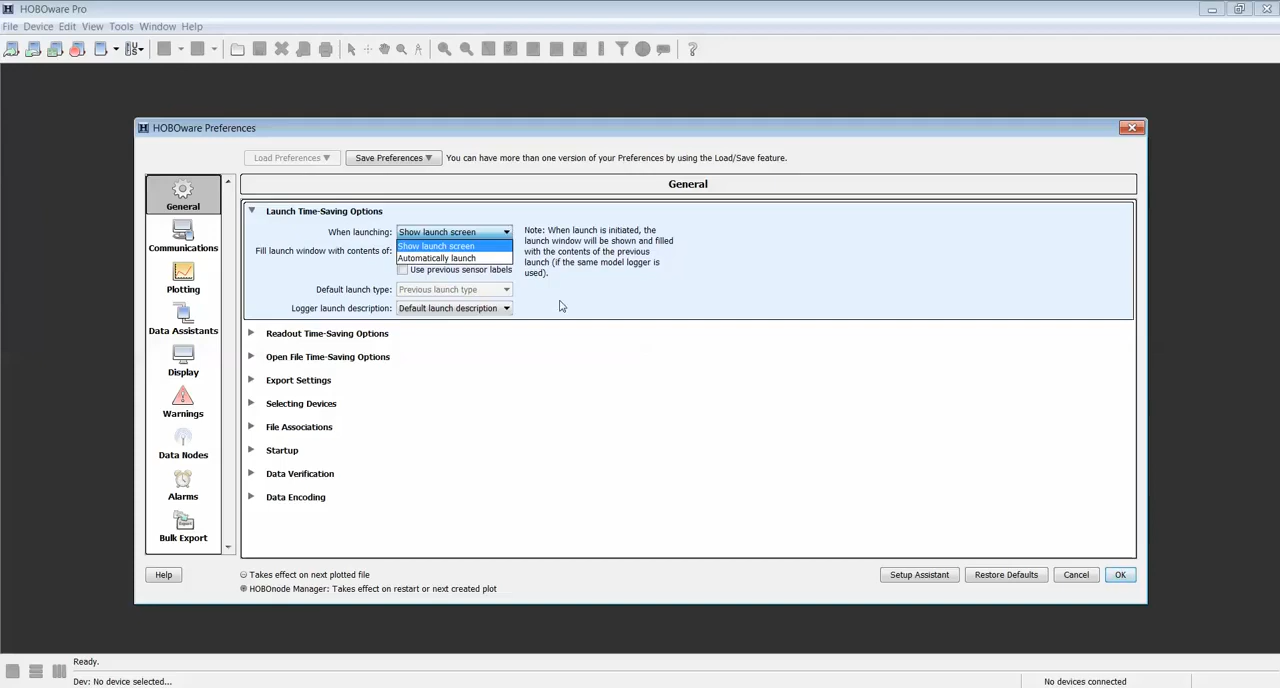 HOBOware Pro
File Device Edit View Tools Window Help
HOBOware Preferences
Load Preferences ▼ Save Preferences ▼ You can have more than one version of your Preferences by using the Load/Save feature.
General
Communications
Plotting
Data Assistants
Display
Warnings
Data Nodes
Alarms
Bulk Export
General
Launch Time-Saving Options
When launching: Show launch screen
Show launch screen
Automatically launch
Fill launch window with contents of:
Use previous sensor labels
Default launch type: Previous launch type
Logger launch description: Default launch description
Note: When launch is initiated, the
launch window will be shown and filled
with the contents of the previous
launch (if the same model logger is
used).
Readout Time-Saving Options
Open File Time-Saving Options
Export Settings
Selecting Devices
File Associations
Startup
Data Verification
Data Encoding
Help
Takes effect on next plotted file
HOBOnode Manager: Takes effect on restart or next created plot
Setup Assistant Restore Defaults Cancel OK
Ready.
Dev: No device selected... No devices connected